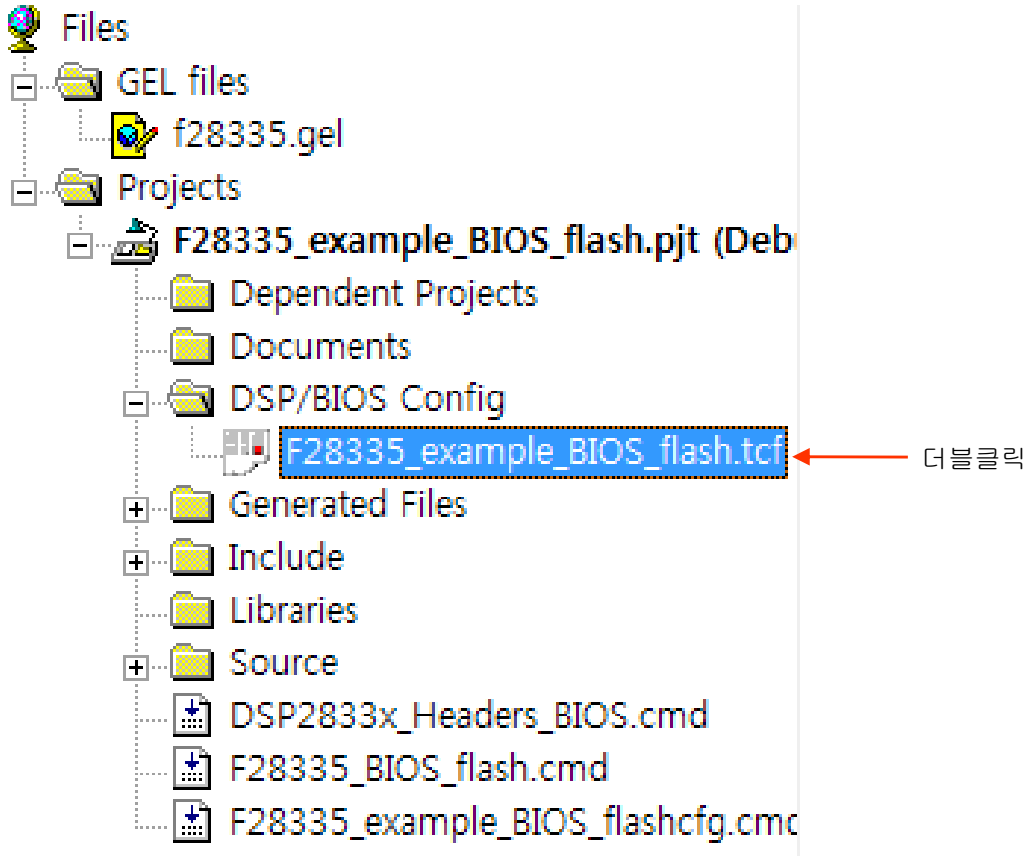 Files
GEL files
f28335.gel
Projects
F28335_example_BIOS_flash.pjt (Deb
Dependent Projects
Documents
DSP/BIOS Config
F28335_example_BIOS_flash.tcf
더블클릭
Generated Files
Include
Libraries
Source
DSP2833x_Headers_BIOS.cmd
F28335_BIOS_flash.cmd
F28335_example_BIOS_flashcfg.cmd